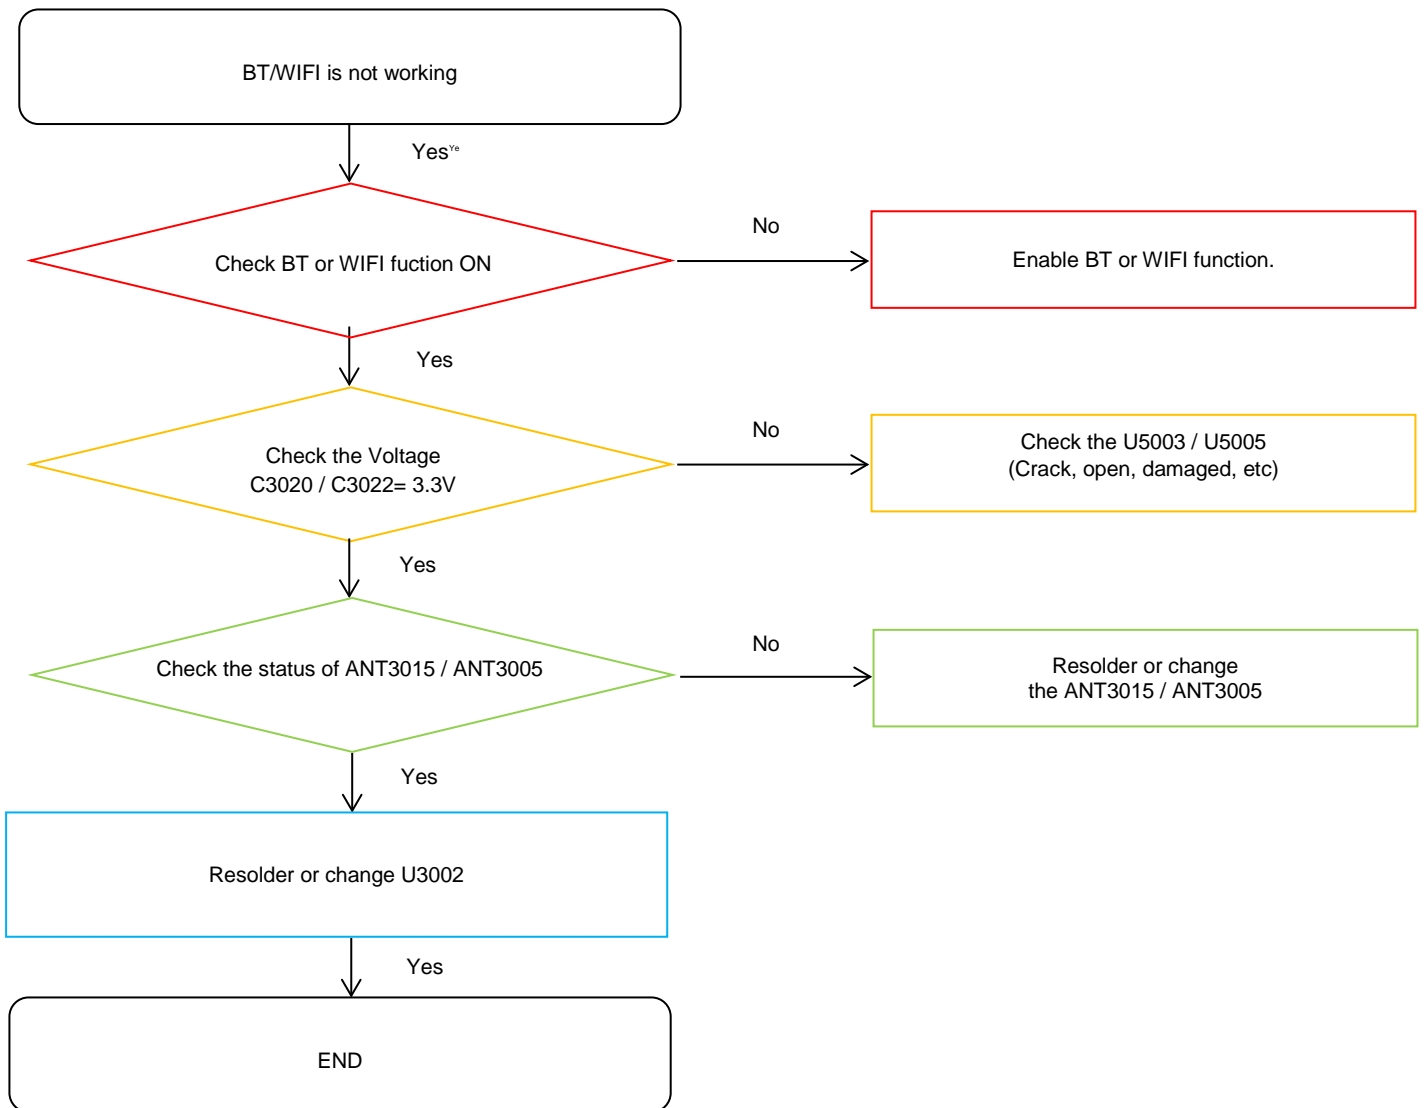 BT/WIFI is not working
Yes Ye
Check BT or WIFI fuction ON
No
Enable BT or WIFI function.
Yes
Check the Voltage
C3020 / C3022= 3.3V
No
Check the U5003 / U5005
(Crack, open, damaged, etc)
Yes
Check the status of ANT3015 / ANT3005
No
Resolder or change
the ANT3015 / ANT3005
Yes
Resolder or change U3002
Yes
END